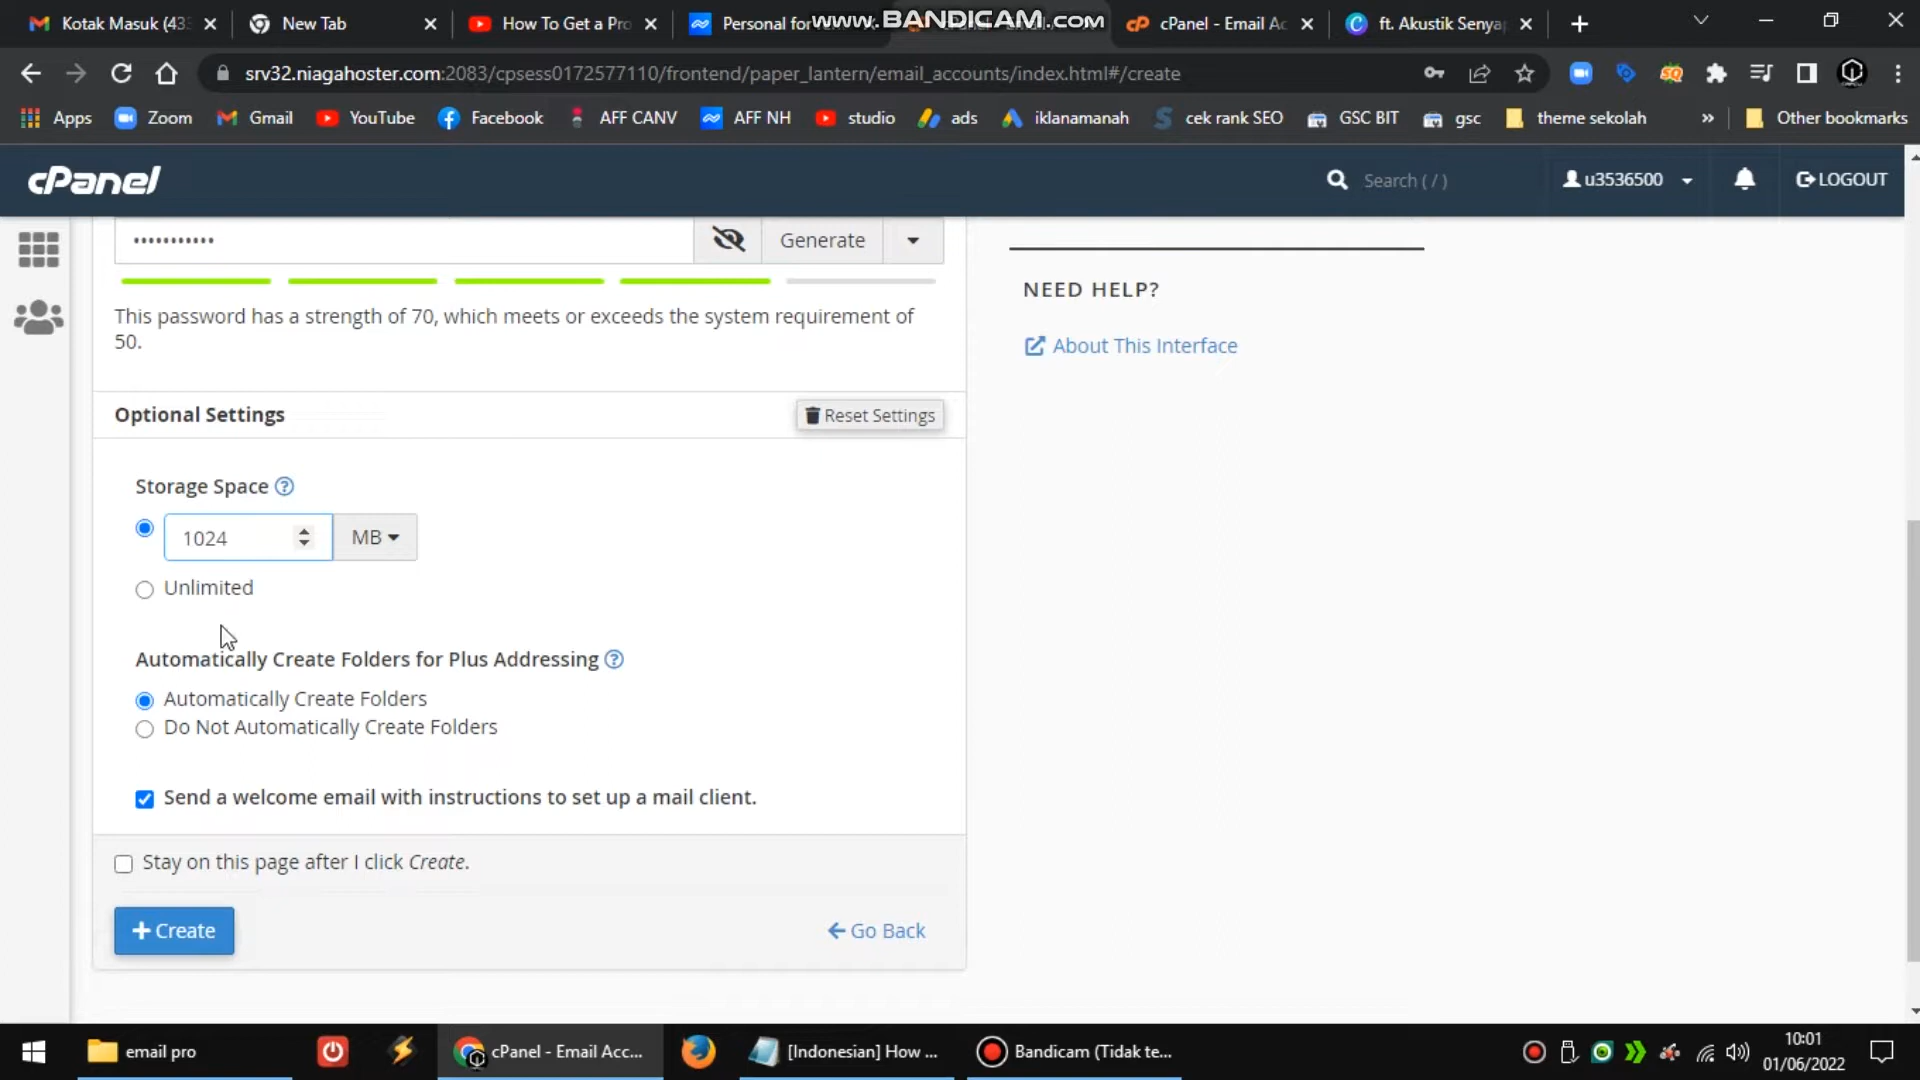 Kotak Masuk (433
New Tab
How To Get a Pro
Personal for
www.BANDICAM.COM
cPanel - Email Ac
ft. Akustik Senya
srv32.niagahoster.com:2083/cpsess0172577110/frontend/paper_lantern/email_accounts/index.html#/create
Apps
Zoom
Gmail
YouTube
Facebook
AFF CANV
AFF NH
studio
ads
iklanamanah
cek rank SEO
GSC BIT
gsc
theme sekolah
»
Other bookmarks
cPanel
Search ( / )
u3536500
LOGOUT
Generate
This password has a strength of 70, which meets or exceeds the system requirement of
50.
NEED HELP?
About This Interface
Optional Settings
Reset Settings
Storage Space
1024
MB
Unlimited
Automatically Create Folders for Plus Addressing
Automatically Create Folders
Do Not Automatically Create Folders
Send a welcome email with instructions to set up a mail client.
Stay on this page after I click Create.
+ Create
Go Back
email pro
cPanel - Email Acc...
[Indonesian] How ...
Bandicam (Tidak te...
10:01
01/06/2022